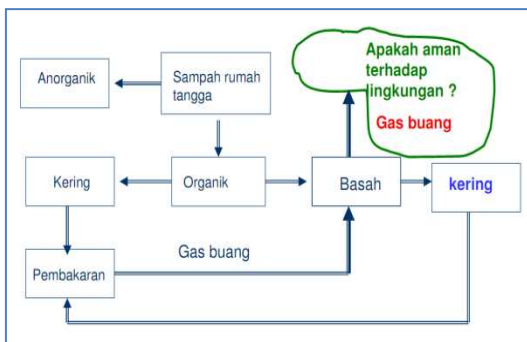 Apakah aman
terhadap
lingkungan ?
Gas buang
Anorganik
Sampah rumah
tangga
Kering
Organik
Basah
kering
Gas buang
Pembakaran